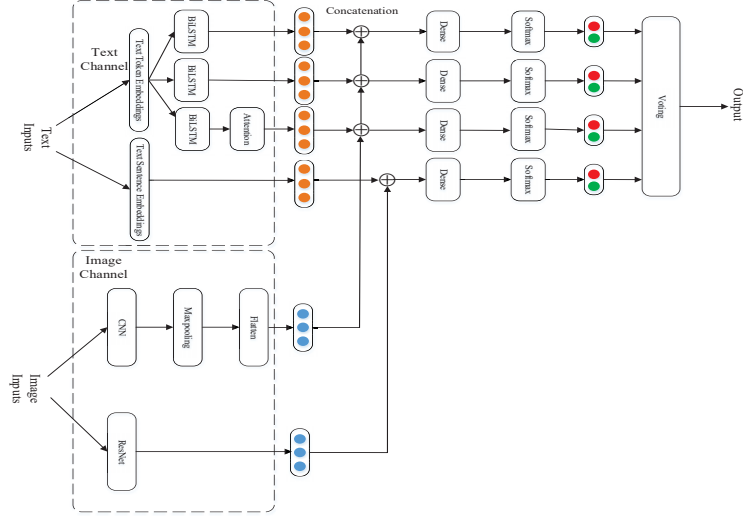 Text
Channel
Text Token Embeddings
BiLSTM
BiLSTM
BiLSTM
Attention
Text Sentence Embeddings
Text
Inputs
Concatenation
Dense
Softmax
Dense
Softmax
Dense
Softmax
Dense
Softmax
Voting
Output
Image
Channel
CNN
Maxpooling
Flatten
Image
Inputs
ResNet